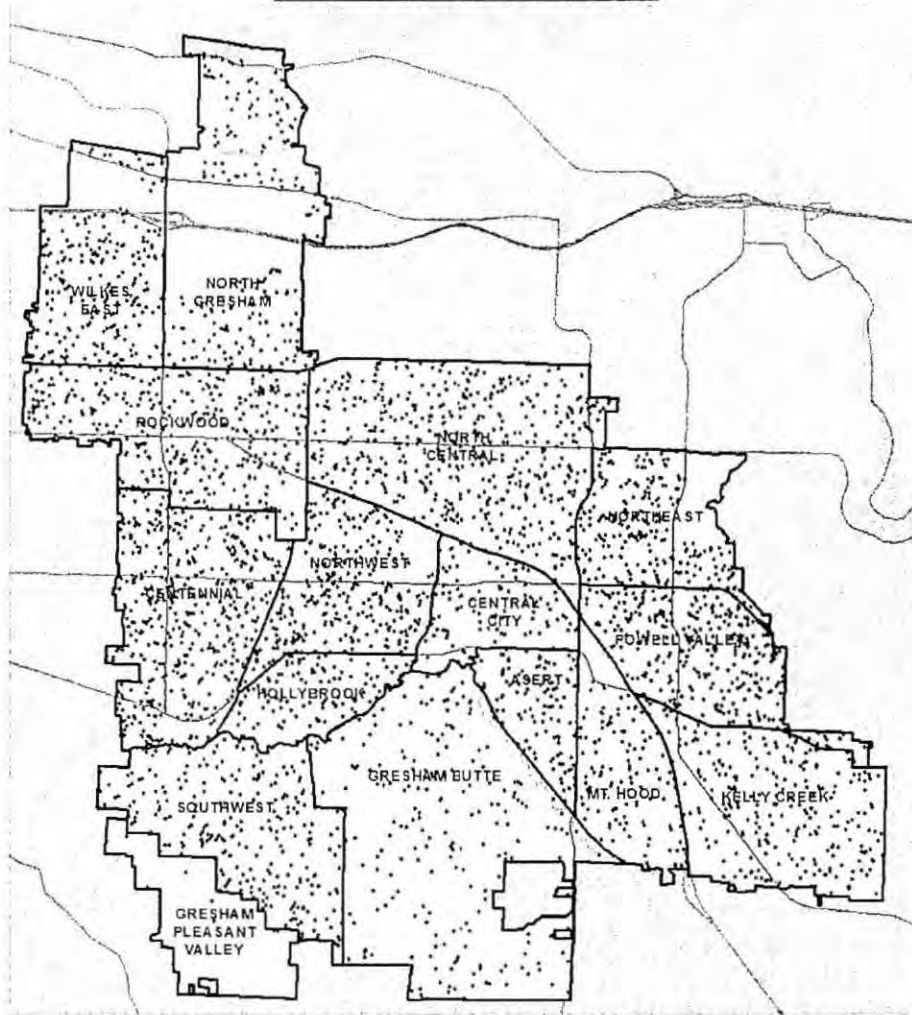 WILKES
EAST
NORTH
GRESHAM
ROCKWOOD
NORTH
CENTRAL
NORTHEAST
NORTHWEST
CENTENNIAL
CENTRAL
CITY
POWELL VALLEY
HOLLYBROOK
ASERT
GRESHAM BUTTE
MT. HOOD
KELLY CREEK
SOUTHWEST
GRESHAM
PLEASANT
VALLEY